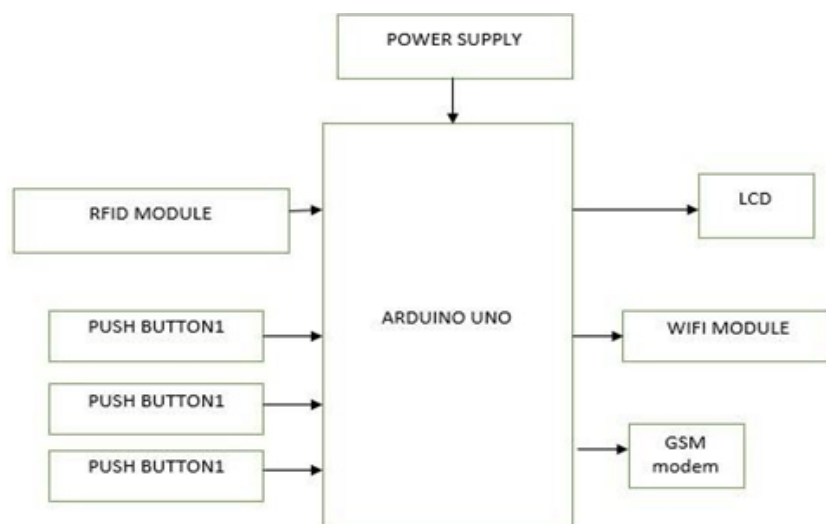 POWER SUPPLY
RFID MODULE
LCD
ARDUINO UNO
PUSH BUTTON1
WIFI MODULE
PUSH BUTTON1
PUSH BUTTON1
GSM
modem